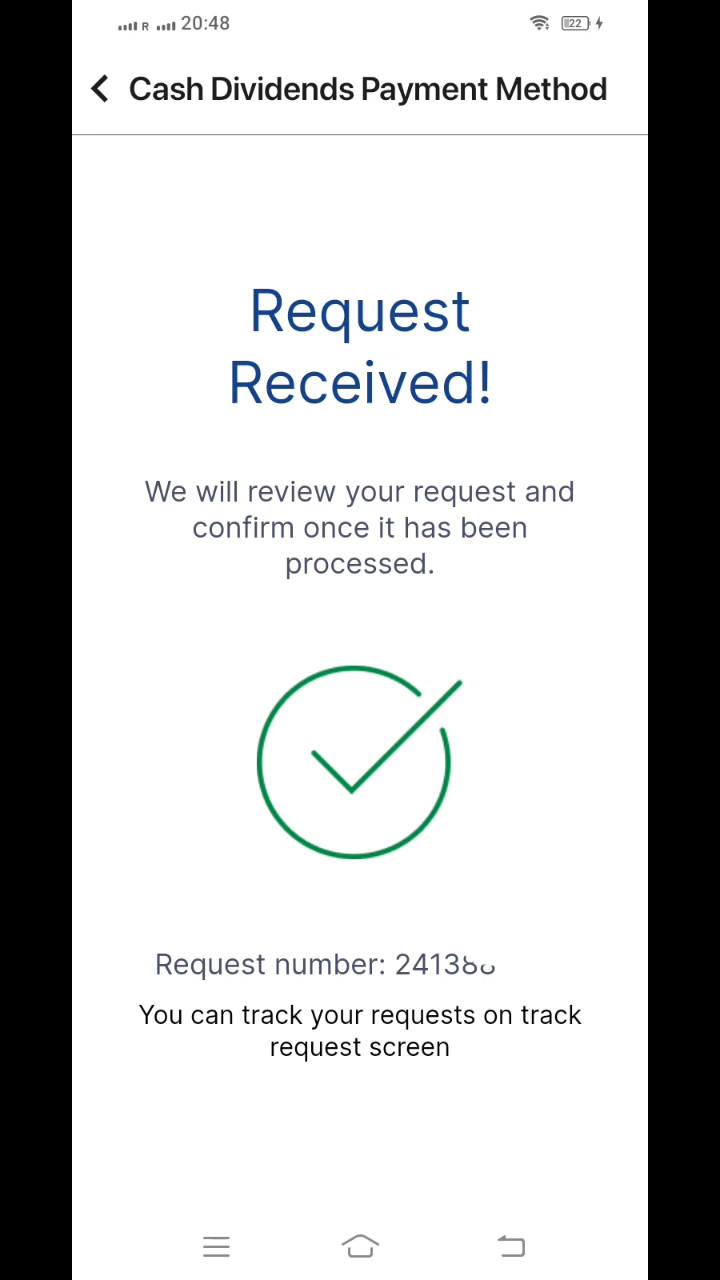 R 20:48 22
Cash Dividends Payment Method
Request
Received!
We will review your request and
confirm once it has been
processed.
Request number:
You can track your requests on track
request screen